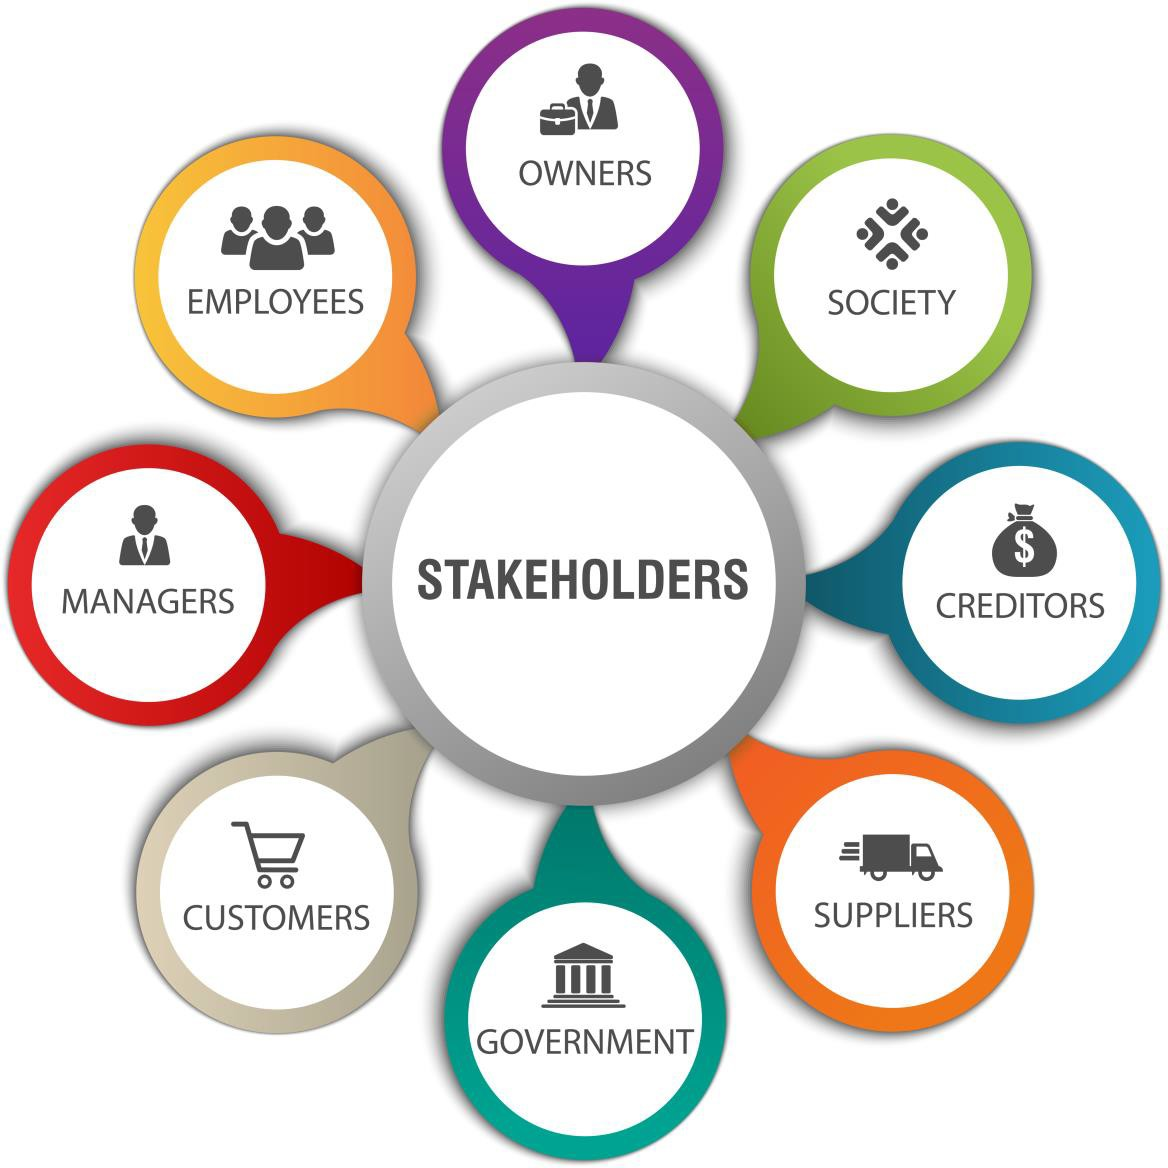 OWNERS
SOCIETY
EMPLOYEES
STAKEHOLDERS
MANAGERS
CREDITORS
CUSTOMERS
SUPPLIERS
GOVERNMENT
$